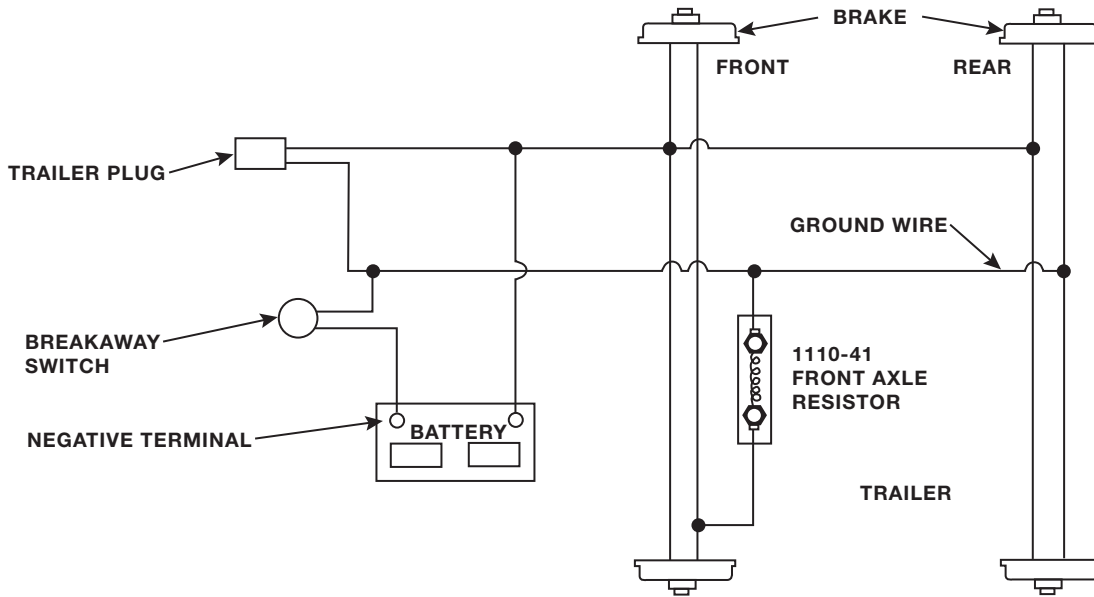 BRAKE
FRONT
REAR
TRAILER PLUG
GROUND WIRE
BREAKAWAY
SWITCH
1110-41
FRONT AXLE
RESISTOR
NEGATIVE TERMINAL
BATTERY
TRAILER